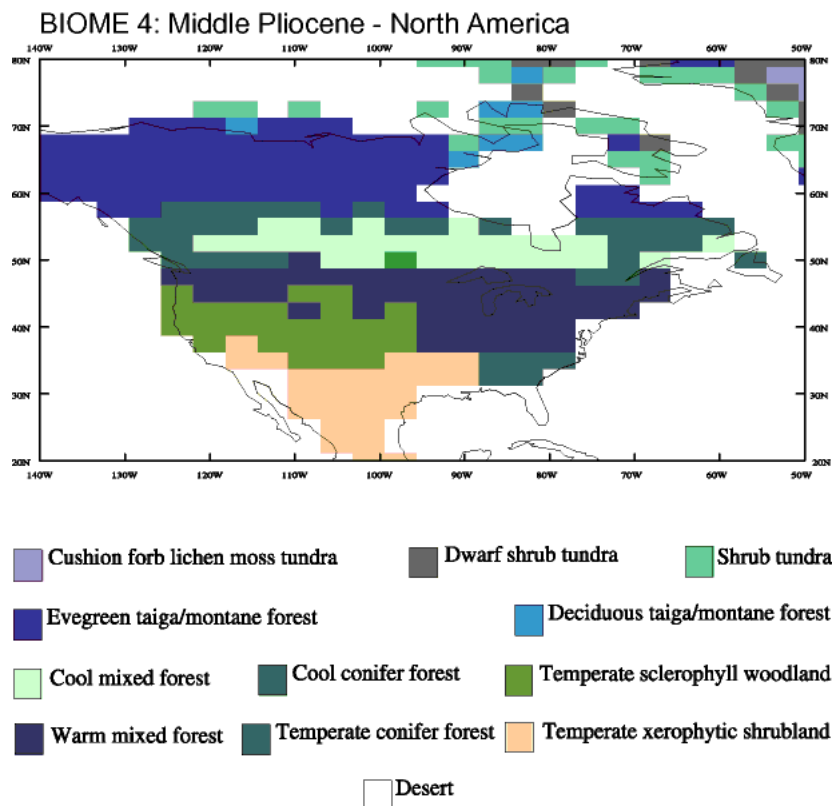 BIOME 4: Middle Pliocene - North America
140W 130W 120W 110W 100W 90W 80W 70W 60W 50W
80N 80N
70N 70N
60N 60N
50N 50N
40N 40N
30N 30N
20N 20N
140W 130W 120W 110W 100W 90W 80W 70W 60W 50W
Cushion forb lichen moss tundra Dwarf shrub tundra Shrub tundra
Evegreen taiga/montane forest Deciduous taiga/montane forest
Cool mixed forest Cool conifer forest Temperate sclerophyll woodland
Warm mixed forest Temperate conifer forest Temperate xerophytic shrubland
Desert